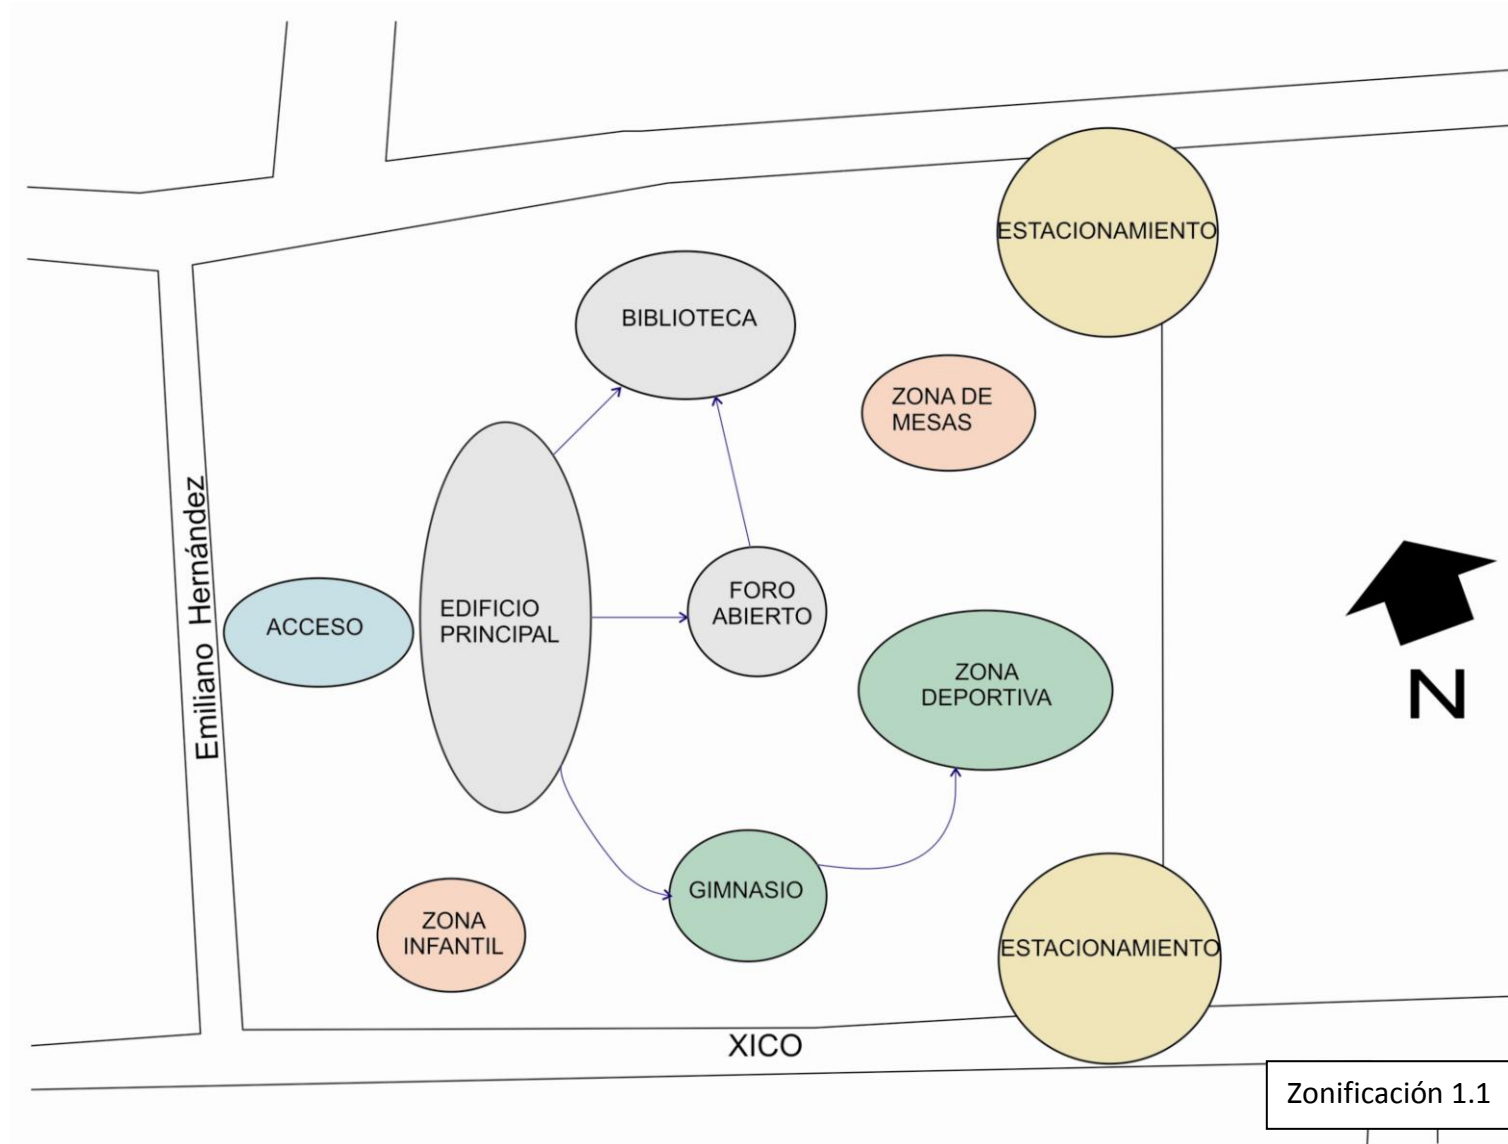 ESTACIONAMIENTO
BIBLIOTECA
ZONA DE
MESAS
Emiliano Hernández
ACCESO
EDIFICIO
PRINCIPAL
FORO
ABIERTO
ZONA
DEPORTIVA
N
GIMNASIO
ZONA
INFANTIL
ESTACIONAMIENTO
XICO
Zonificación 1.1